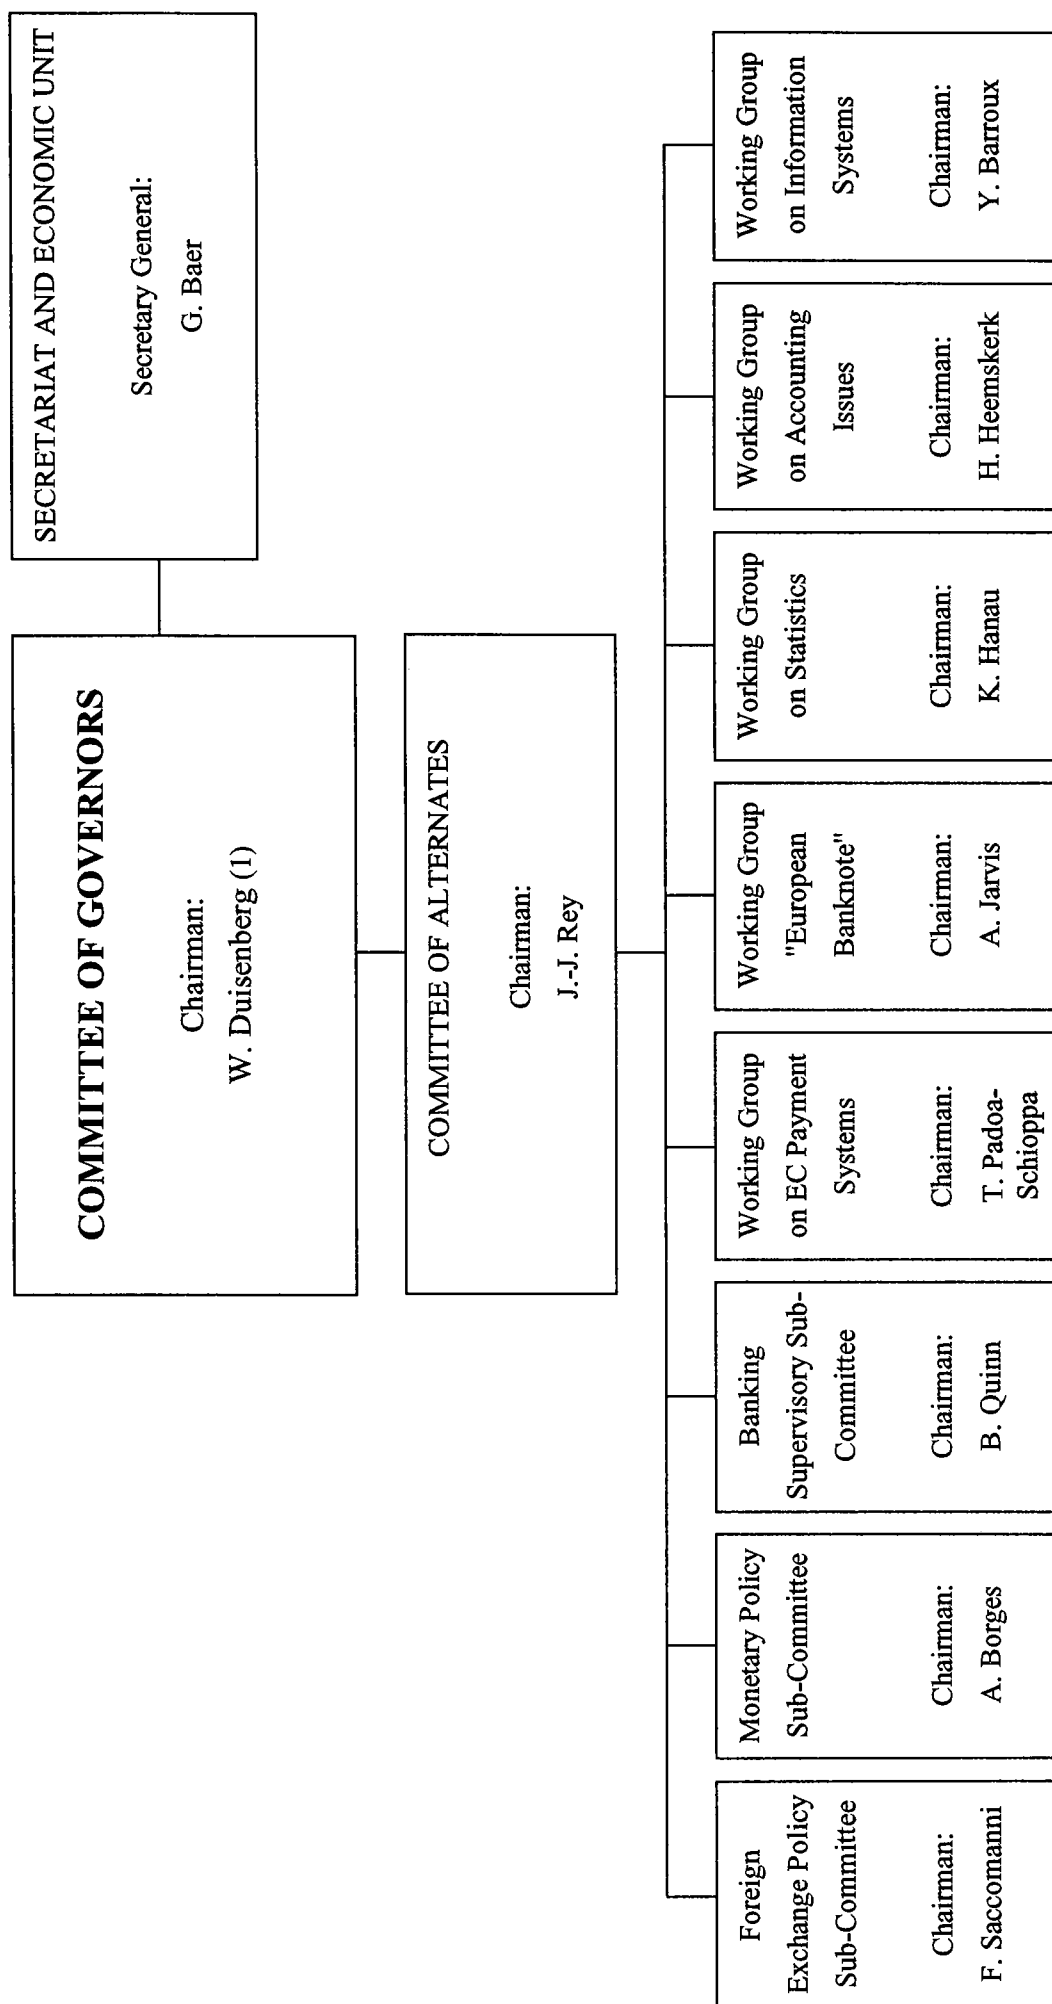 COMMITTEE OF GOVERNORS
Chairman:
W. Duisenberg (1)
SECRETARIAT AND ECONOMIC UNIT
Secretary General:
G. Baer
COMMITTEE OF ALTERNATES
Chairman:
J.-J. Rey
Foreign
Exchange Policy
Sub-Committee
Chairman:
F. Saccomanni
Monetary Policy
Sub-Committee
Chairman:
A. Borges
Banking
Supervisory Sub-
Committee
Chairman:
B. Quinn
Working Group
on EC Payment
Systems
Chairman:
T. Padoa-
Schioppa
Working Group
"European
Banknote"
Chairman:
A. Jarvis
Working Group
on Statistics
Chairman:
K. Hanau
Working Group
on Accounting
Issues
Chairman:
H. Heemskerk
Working Group
on Information
Systems
Chairman:
Y. Barroux